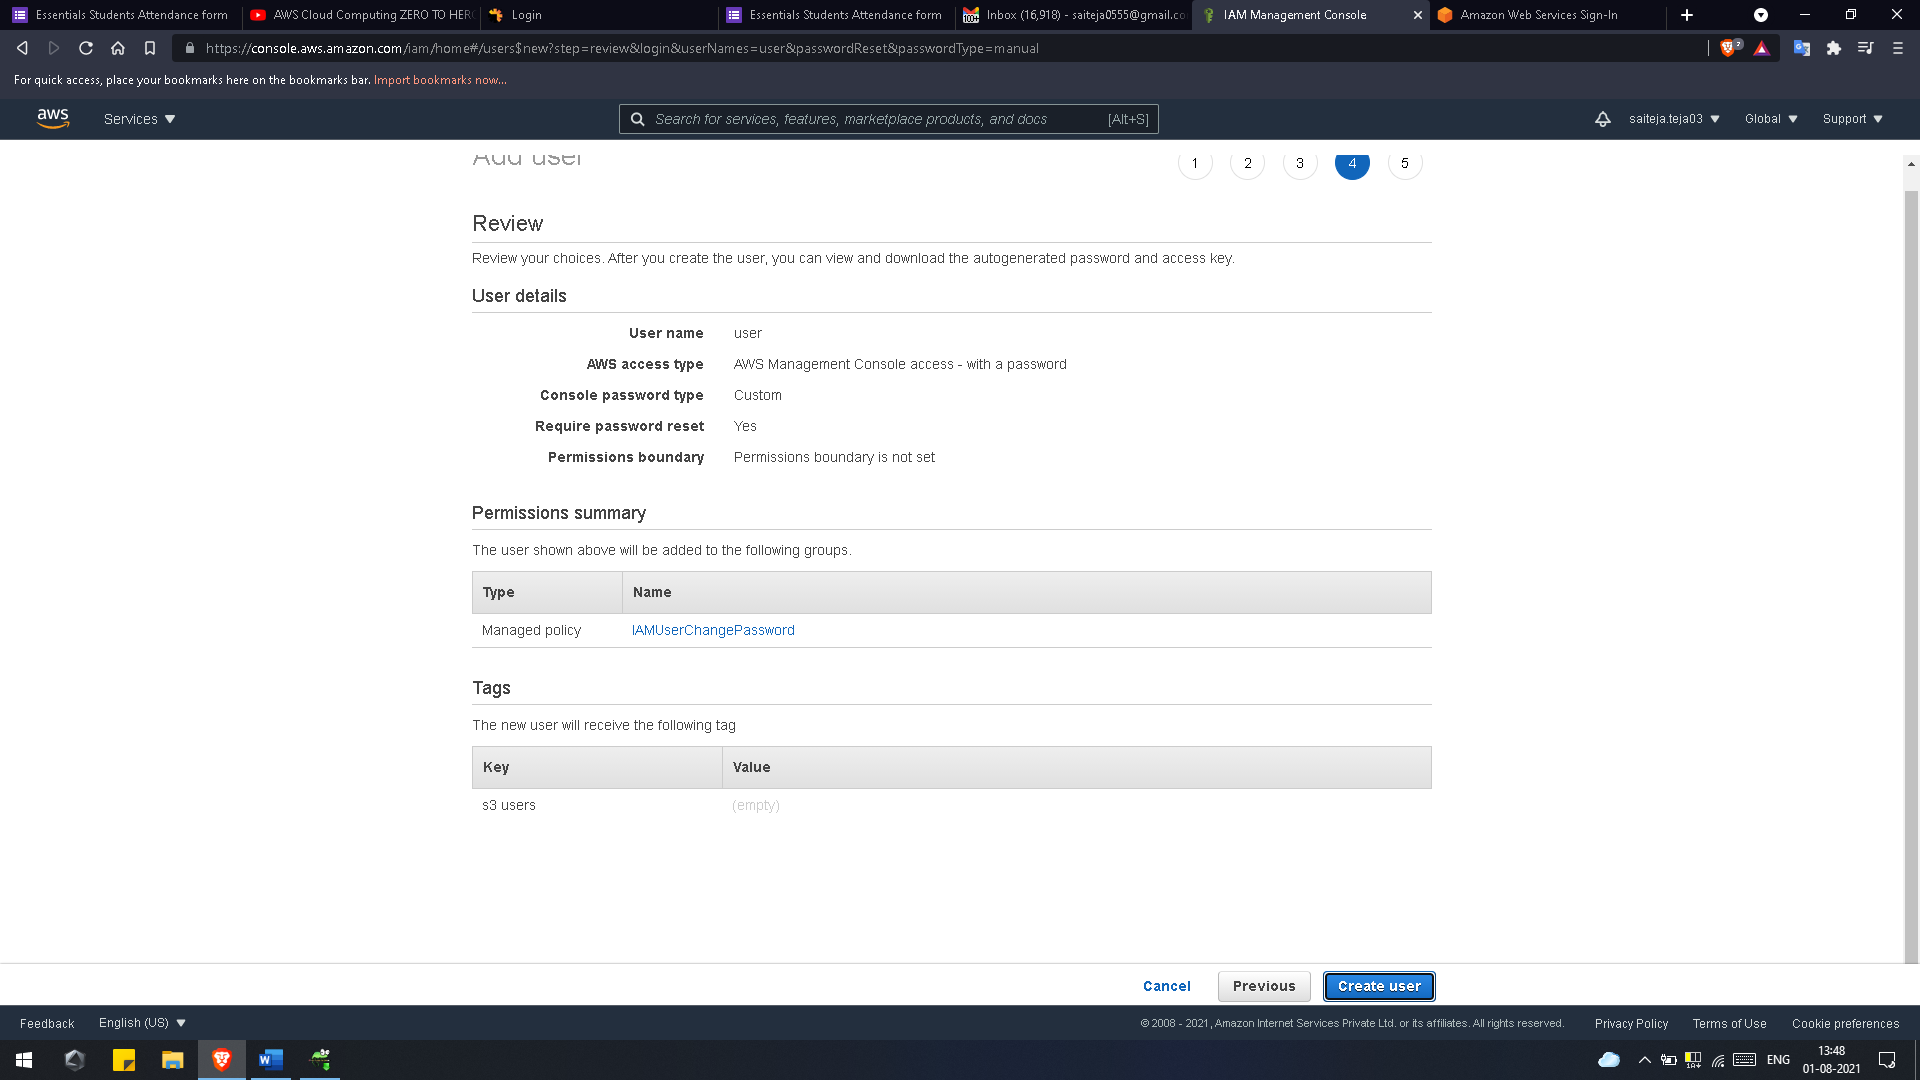 Essentials Students Attendance form
AWS Cloud Computing ZERO TO HERO
Login
Essentials Students Attendance form
100+
Inbox (16,918) - saiteja0555@gmail.co
IAM Management Console
Amazon Web Services Sign-In
https://console.aws.amazon.com/iam/home#/users$new?step=review&login&userNames=user&passwordReset&passwordType=manual
For quick access, place your bookmarks here on the bookmarks bar. Import bookmarks now...
aws
Services
Search for services, features, marketplace products, and docs
[Alt+S]
saiteja.teja03
Global
Support
Add user
1
2
3
4
5
Review
Review your choices. After you create the user, you can view and download the autogenerated password and access key.
User details
User name user
AWS access type AWS Management Console access - with a password
Console password type Custom
Require password reset Yes
Permissions boundary Permissions boundary is not set
Permissions summary
The user shown above will be added to the following groups.
Type Name
Managed policy IAMUserChangePassword
Tags
The new user will receive the following tag
Key Value
s3 users (empty)
Cancel Previous Create user
Feedback English (US)
© 2008 - 2021, Amazon Internet Services Private Ltd. or its affiliates. All rights reserved. Privacy Policy Terms of Use Cookie preferences
ENG
13:48
01-08-2021